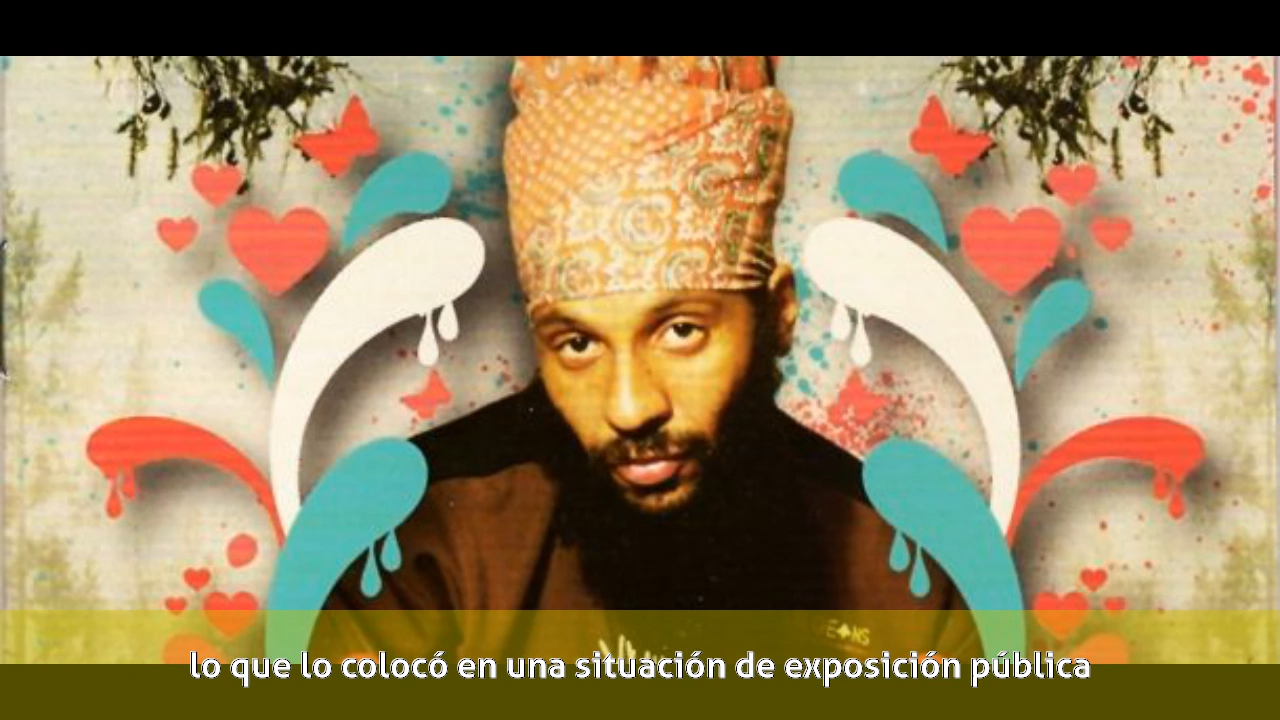 lo que lo colocó en una situación de exposición pública